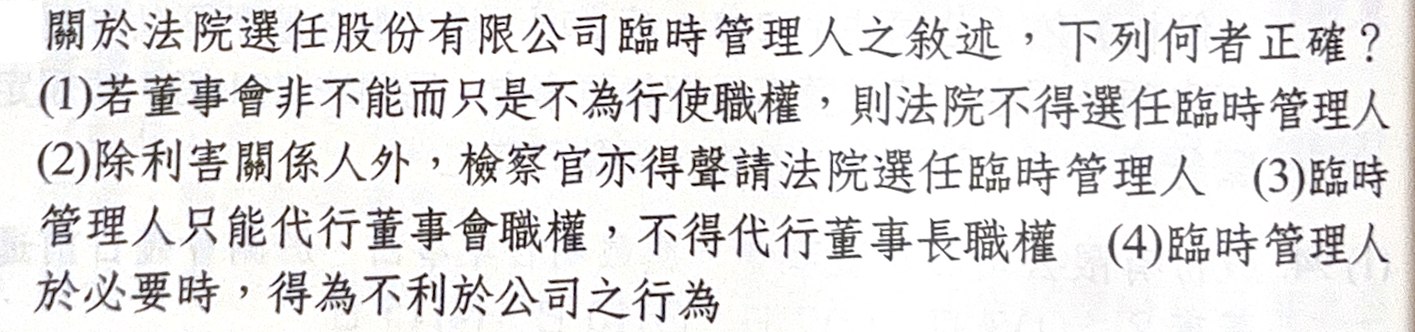 關於法院選任股份有限公司臨時管理人之敘述，下列何者正確？
(1)若董事會非不能而只是不為行使職權，則法院不得選任臨時管理人
(2)除利害關係人外，檢察官亦得聲請法院選任臨時管理人　(3)臨時
管理人只能代行董事會職權，不得代行董事長職權　(4)臨時管理人
於必要時，得為不利於公司之行為